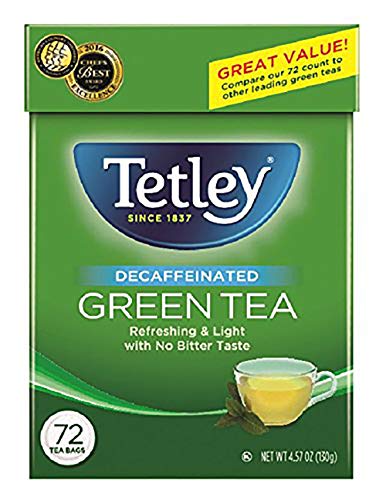 2016
CHEFS
BEST
AWARD
EXCELLENCE
GREAT VALUE!
Compare our 72 count to
other leading green teas
Tetley®
SINCE 1837
DECAFFEINATED
GREEN TEA
Refreshing & Light
with No Bitter Taste
72
TEA BAGS
NET WT 4.57 OZ (130g)